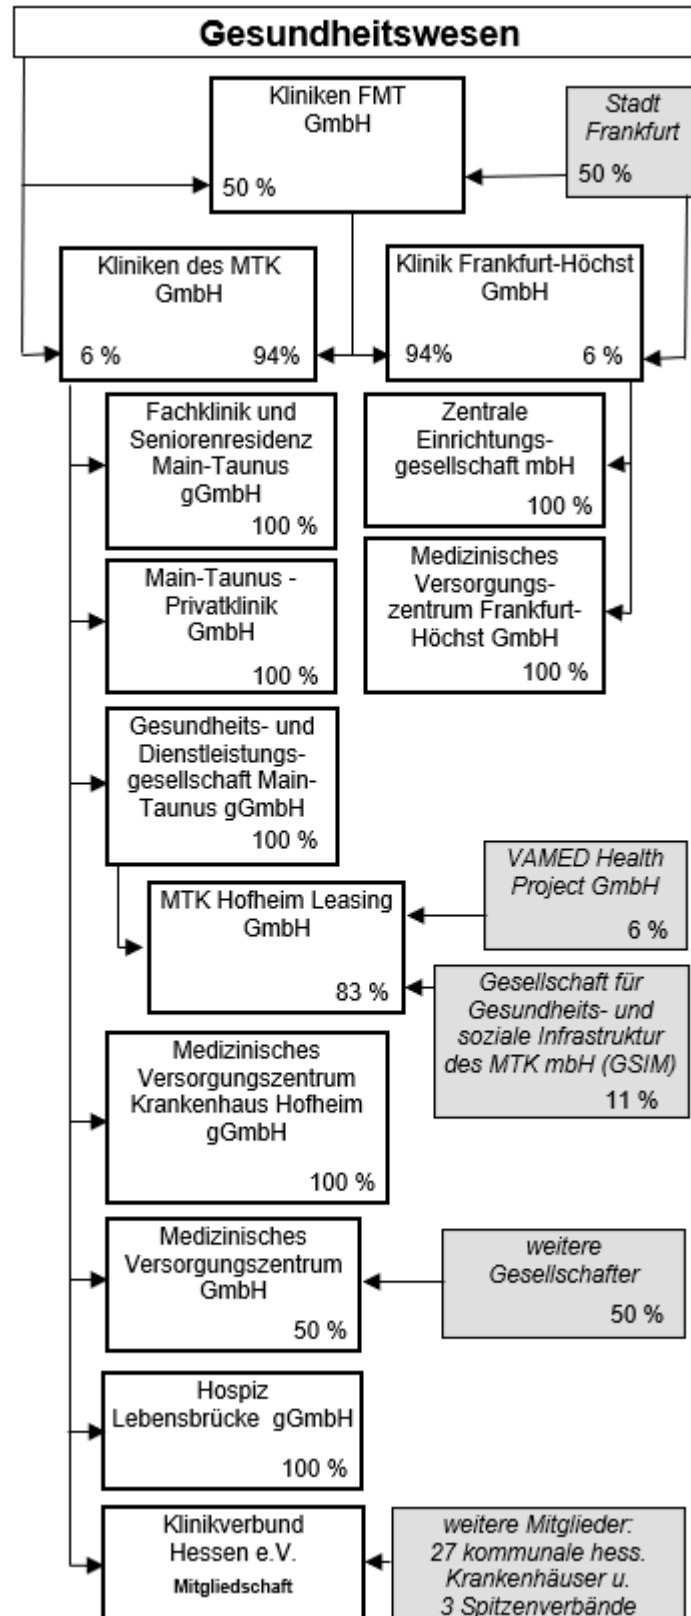 Gesundheitswesen
Kliniken FMT
GmbH
50 %
Stadt
Frankfurt
50 %
Kliniken des MTK
GmbH
6 %
94%
Klinik Frankfurt-Höchst
GmbH
94%
6 %
Fachklinik und
Seniorenresidenz
Main-Taunus
gGmbH
100 %
Zentrale
Einrichtungs-
gesellschaft mbH
100 %
Main-Taunus -
Privatklinik
GmbH
100 %
Medizinisches
Versorgungs-
zentrum Frankfurt-
Höchst GmbH
100 %
Gesundheits- und
Dienstleistungs-
gesellschaft Main-
Taunus gGmbH
100 %
MTK Hofheim Leasing
GmbH
83 %
VAMED Health
Project GmbH
6 %
Gesellschaft für
Gesundheits- und
soziale Infrastruktur
des MTK mbH (GSIM)
11 %
Medizinisches
Versorgungszentrum
Krankenhaus Hofheim
gGmbH
100 %
Medizinisches
Versorgungszentrum
GmbH
50 %
weitere
Gesellschafter
50 %
Hospiz
Lebensbrücke gGmbH
100 %
Klinikverbund
Hessen e.V.
Mitgliedschaft
weitere Mitglieder:
27 kommunale hess.
Krankenhäuser u.
3 Spitzenverbände